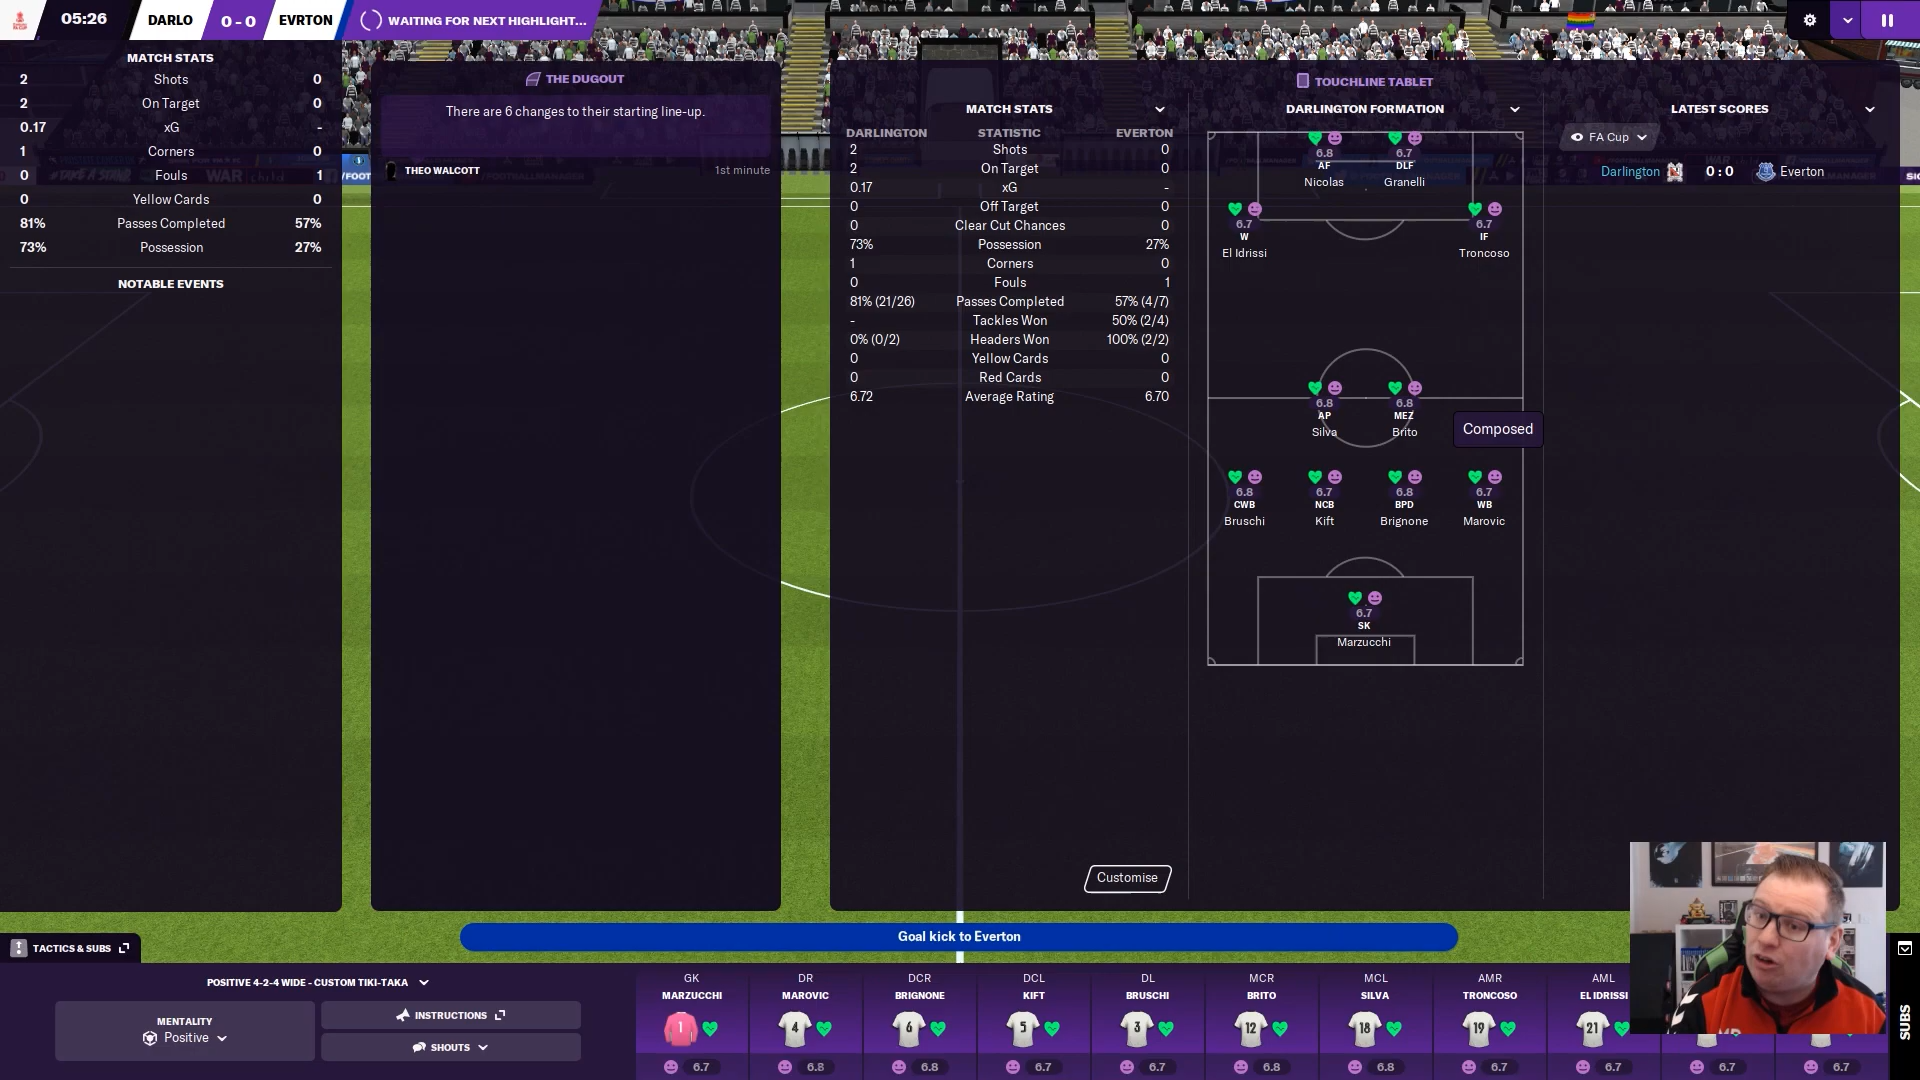 05:26 DARLO 0 - 0 EVRTON WAITING FOR NEXT HIGHLIGHT...
MATCH STATS
2 Shots 0
2 On Target 0
0.17 xG -
1 Corners 0
0 Fouls 1
0 Yellow Cards 0
81% Passes Completed 57%
73% Possession 27%
NOTABLE EVENTS
THE DUGOUT
There are 6 changes to their starting line-up.
THEO WALCOTT 1st minute
TOUCHLINE TABLET
MATCH STATS
DARLINGTON STATISTIC EVERTON
2 Shots 0
2 On Target 0
0.17 xG -
0 Off Target 0
0 Clear Cut Chances 0
73% Possession 27%
1 Corners 0
0 Fouls 1
81% (21/26) Passes Completed 57% (4/7)
- Tackles Won 50% (2/4)
0% (0/2) Headers Won 100% (2/2)
0 Yellow Cards 0
0 Red Cards 0
6.72 Average Rating 6.70
Customise
DARLINGTON FORMATION
6.8 6.7
AF DLF
Nicolas Granelli
6.7 6.7
W IF
El Idrissi Troncoso
6.8 6.8
AP MEZ
Silva Brito
Composed
6.8 6.7 6.8 6.7
CWB NCB BPD WB
Bruschi Kift Brignone Marovic
6.7
SK
Marzucchi
LATEST SCORES
FA Cup
Darlington 0 : 0 Everton
Goal kick to Everton
TACTICS & SUBS
POSITIVE 4-2-4 WIDE - CUSTOM TIKI-TAKA
MENTALITY
Positive
INSTRUCTIONS
SHOUTS
GK DR DCR DCL DL MCR MCL AMR AML
MARZUCCHI MAROVIC BRIGNONE KIFT BRUSCHI BRITO SILVA TRONCOSO EL IDRISSI
1 4 6 5 3 12 18 19 21
6.7 6.8 6.8 6.7 6.7 6.8 6.8 6.7 6.7 6.7 6.7
SUBS